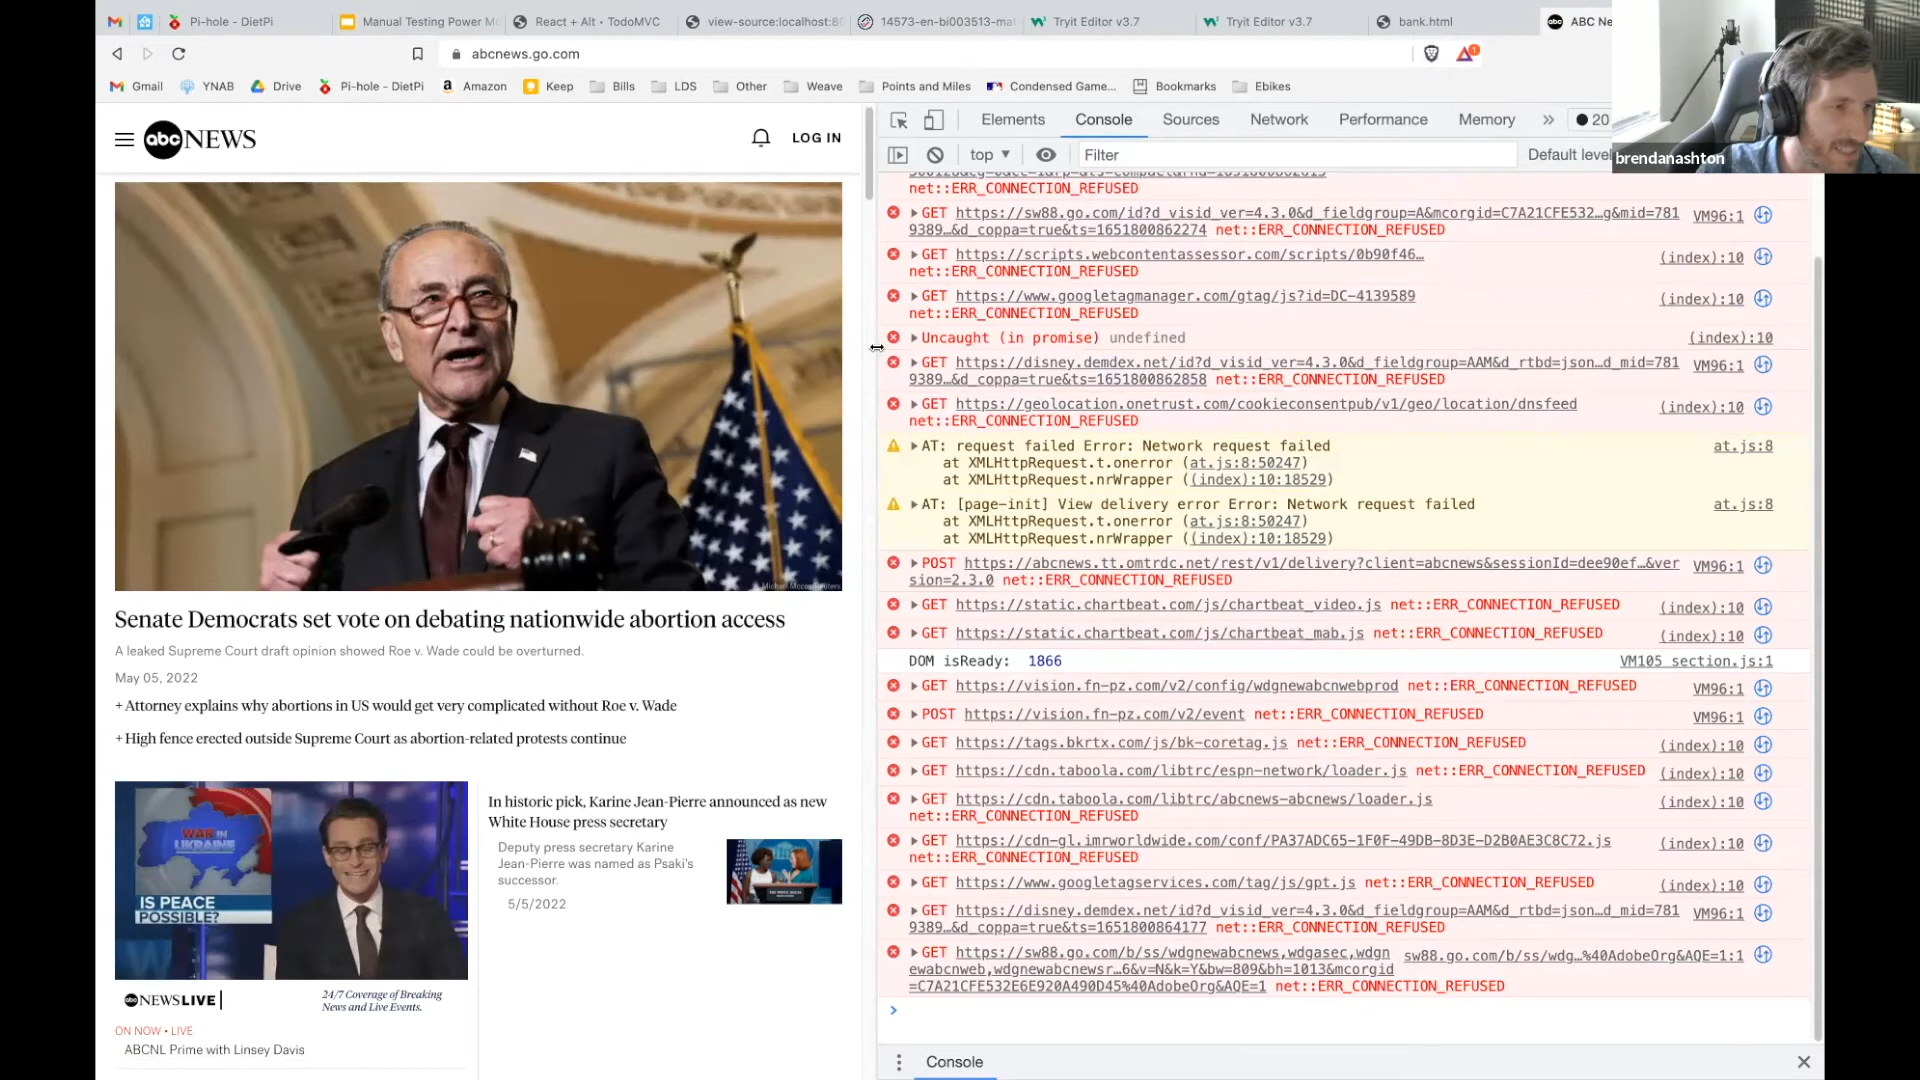 Pi-hole - DietPi
Manual Testing Power Mo
React + Alt • TodoMVC
view-source:localhost:80
14573-en-bi003513-mat
Tryit Editor v3.7
Tryit Editor v3.7
bank.html
ABC Ne
abcnews.go.com
1
Gmail
YNAB
Drive
Pi-hole - DietPi
Amazon
Keep
Bills
LDS
Other
Weave
Points and Miles
Condensed Game...
Bookmarks
Ebikes
brendanashton
abc NEWS
LOG IN
Senate Democrats set vote on debating nationwide abortion access
A leaked Supreme Court draft opinion showed Roe v. Wade could be overturned.
May 05, 2022
+ Attorney explains why abortions in US would get very complicated without Roe v. Wade
+ High fence erected outside Supreme Court as abortion-related protests continue
WAR IN
UKRAINE
IS PEACE
POSSIBLE?
abc NEWS LIVE
24/7 Coverage of Breaking
News and Live Events.
ON NOW • LIVE
ABCNL Prime with Linsey Davis
In historic pick, Karine Jean-Pierre announced as new
White House press secretary
Deputy press secretary Karine
Jean-Pierre was named as Psaki's
successor.
5/5/2022
Elements
Console
Sources
Network
Performance
Memory
»
20
top ▼
Filter
Default level
net::ERR_CONNECTION_REFUSED
GET https://sw88.go.com/id?d_visid_ver=4.3.0&d_fieldgroup=A&mcorgid=C7A21CFE532…g&mid=781 VM96:1
9389…&d_coppa=true&ts=1651800862274 net::ERR_CONNECTION_REFUSED
GET https://scripts.webcontentassessor.com/scripts/0b90f46… (index):10
net::ERR_CONNECTION_REFUSED
GET https://www.googletagmanager.com/gtag/js?id=DC-4139589 (index):10
net::ERR_CONNECTION_REFUSED
Uncaught (in promise) undefined (index):10
GET https://disney.demdex.net/id?d_visid_ver=4.3.0&d_fieldgroup=AAM&d_rtbd=json…d_mid=781 VM96:1
9389…&d_coppa=true&ts=1651800862858 net::ERR_CONNECTION_REFUSED
GET https://geolocation.onetrust.com/cookieconsentpub/v1/geo/location/dnsfeed (index):10
net::ERR_CONNECTION_REFUSED
AT: request failed Error: Network request failed at.js:8
at XMLHttpRequest.t.onerror (at.js:8:50247)
at XMLHttpRequest.nrWrapper ((index):10:18529)
AT: [page-init] View delivery error Error: Network request failed at.js:8
at XMLHttpRequest.t.onerror (at.js:8:50247)
at XMLHttpRequest.nrWrapper ((index):10:18529)
POST https://abcnews.tt.omtrdc.net/rest/v1/delivery?client=abcnews&sessionId=dee90ef…&ver VM96:1
sion=2.3.0 net::ERR_CONNECTION_REFUSED
GET https://static.chartbeat.com/js/chartbeat_video.js net::ERR_CONNECTION_REFUSED (index):10
GET https://static.chartbeat.com/js/chartbeat_mab.js net::ERR_CONNECTION_REFUSED (index):10
DOM isReady: 1866 VM105 section.js:1
GET https://vision.fn-pz.com/v2/config/wdgnewabcnwebprod net::ERR_CONNECTION_REFUSED VM96:1
POST https://vision.fn-pz.com/v2/event net::ERR_CONNECTION_REFUSED VM96:1
GET https://tags.bkrtx.com/js/bk-coretag.js net::ERR_CONNECTION_REFUSED (index):10
GET https://cdn.taboola.com/libtrc/espn-network/loader.js net::ERR_CONNECTION_REFUSED (index):10
GET https://cdn.taboola.com/libtrc/abcnews-abcnews/loader.js (index):10
net::ERR_CONNECTION_REFUSED
GET https://cdn-gl.imrworldwide.com/conf/PA37ADC65-1F0F-49DB-8D3E-D2B0AE3C8C72.js (index):10
net::ERR_CONNECTION_REFUSED
GET https://www.googletagservices.com/tag/js/gpt.js net::ERR_CONNECTION_REFUSED (index):10
GET https://disney.demdex.net/id?d_visid_ver=4.3.0&d_fieldgroup=AAM&d_rtbd=json…d_mid=781 VM96:1
9389…&d_coppa=true&ts=1651800864177 net::ERR_CONNECTION_REFUSED
GET https://sw88.go.com/b/ss/wdgnewabcnews,wdgasec,wdgn sw88.go.com/b/ss/wdg…%40AdobeOrg&AQE=1:1
ewabcnweb,wdgnewabcnewsr…6&v=N&k=Y&bw=809&bh=1013&mcorgid
=C7A21CFE532E6E920A490D45%40AdobeOrg&AQE=1 net::ERR_CONNECTION_REFUSED
Console